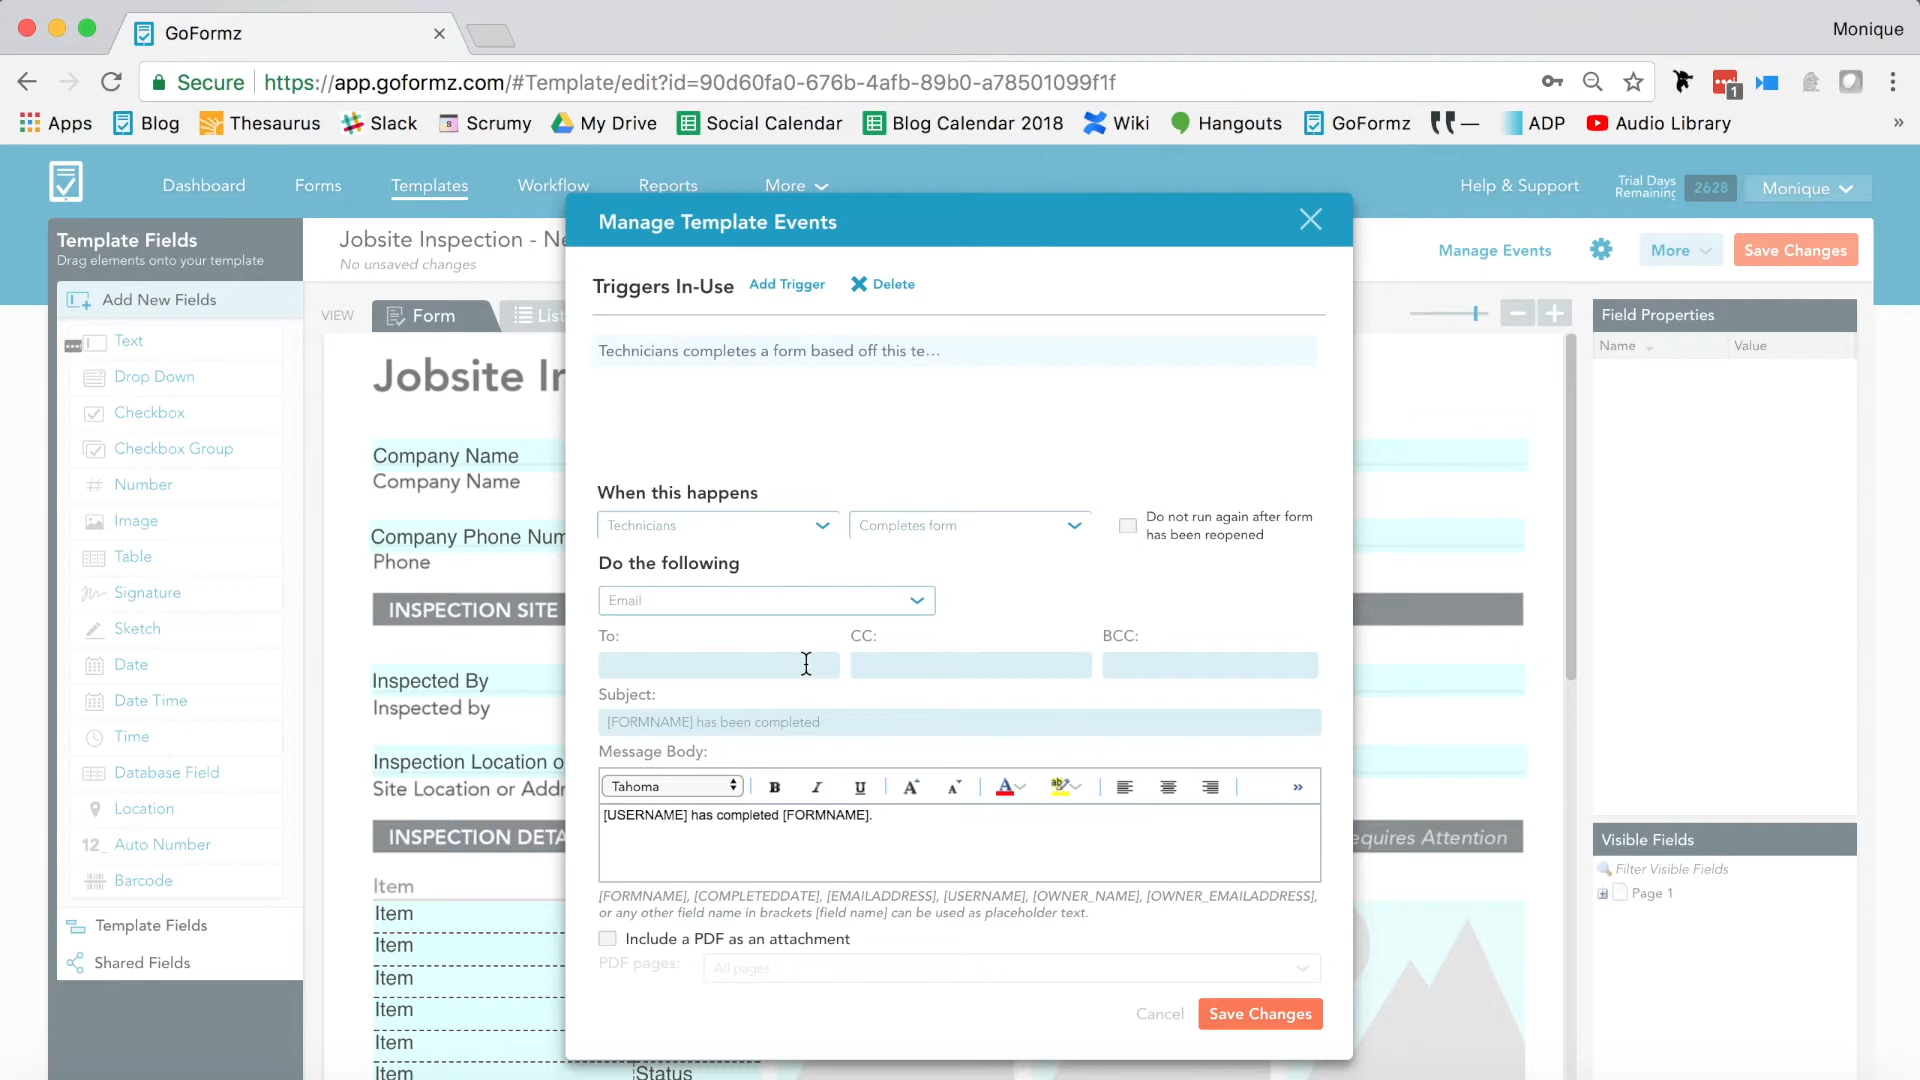 GoFormz
Monique
Secure https://app.goformz.com/#Template/edit?id=90d60fa0-676b-4afb-89b0-a78501099f1f
1
Apps Blog Thesaurus Slack Scrumy My Drive Social Calendar Blog Calendar 2018 Wiki Hangouts GoFormz — ADP Audio Library »
Dashboard Forms Templates Workflow Reports More Help & Support Trial Days Remaining 2628 Monique
Template Fields
Drag elements onto your template
Jobsite Inspection - Ne
No unsaved changes
Manage Events More Save Changes
Add New Fields
Text
Drop Down
Checkbox
Checkbox Group
Number
Image
Table
Signature
Sketch
Date
Date Time
Time
Database Field
Location
12_ Auto Number
Barcode
Template Fields
Shared Fields
VIEW Form List
Jobsite In
Company Name
Company Name
Company Phone Num
Phone
INSPECTION SITE
Inspected By
Inspected by
Inspection Location o
Site Location or Addr
INSPECTION DETA
equires Attention
Item
Item
Item
Item
Item
Item
Item
Status
Manage Template Events
Triggers In-Use Add Trigger Delete
Technicians completes a form based off this te...
When this happens
Technicians Completes form Do not run again after form
has been reopened
Do the following
Email
To: CC: BCC:
Subject:
[FORMNAME] has been completed
Message Body:
Tahoma B I U A A A ab »
[USERNAME] has completed [FORMNAME].
[FORMNAME], [COMPLETEDDATE], [EMAILADDRESS], [USERNAME], [OWNER_NAME], [OWNER_EMAILADDRESS],
or any other field name in brackets [field name] can be used as placeholder text.
Include a PDF as an attachment
PDF pages: All pages
Cancel Save Changes
Field Properties
Name Value
Visible Fields
Filter Visible Fields
Page 1